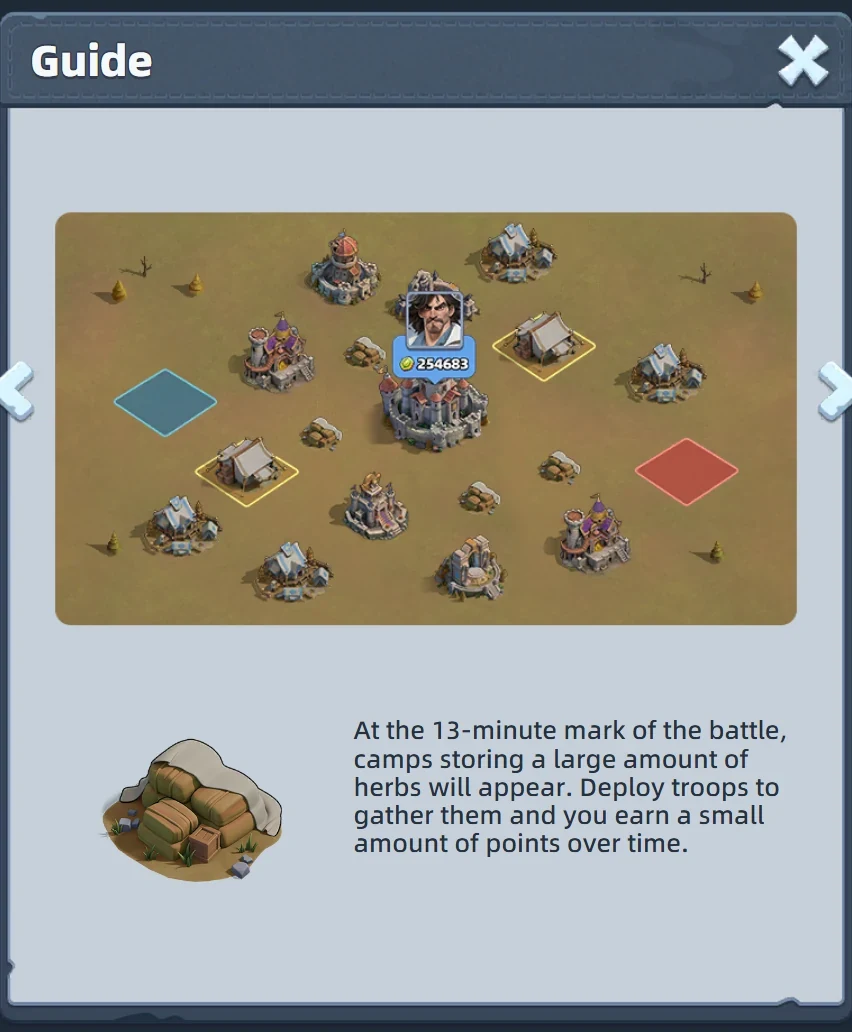 Guide
254683
At the 13-minute mark of the battle,
camps storing a large amount of
herbs will appear. Deploy troops to
gather them and you earn a small
amount of points over time.